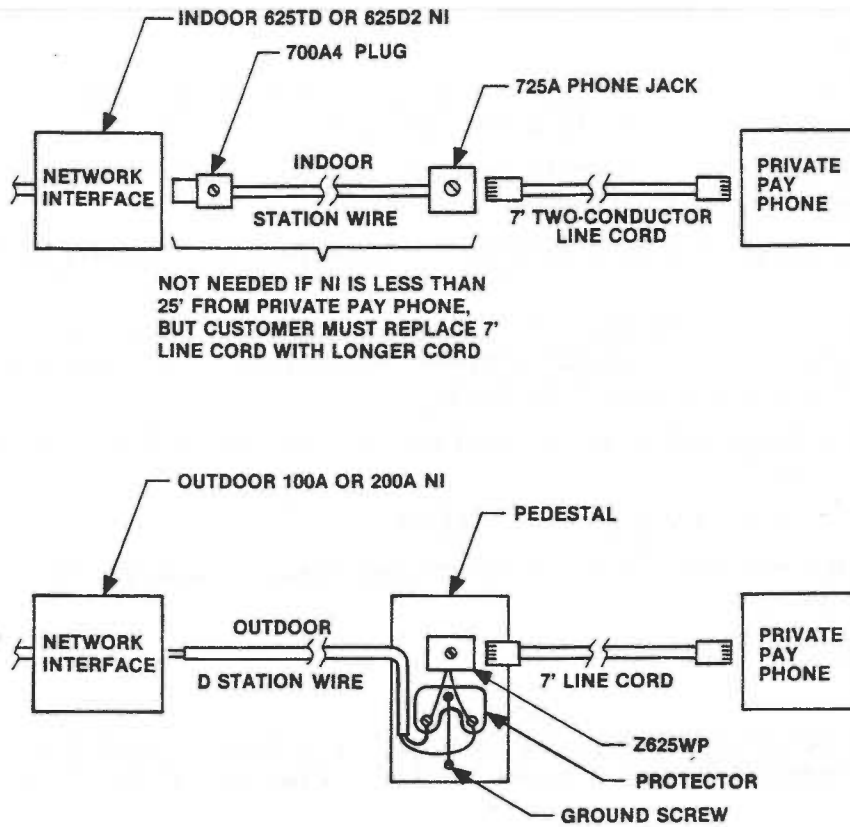 INDOOR 625TD OR 625D2 NI
700A4 PLUG
725A PHONE JACK
NETWORK
INTERFACE
INDOOR
STATION WIRE
7' TWO-CONDUCTOR
LINE CORD
PRIVATE
PAY
PHONE
NOT NEEDED IF NI IS LESS THAN
25' FROM PRIVATE PAY PHONE,
BUT CUSTOMER MUST REPLACE 7'
LINE CORD WITH LONGER CORD
OUTDOOR 100A OR 200A NI
PEDESTAL
NETWORK
INTERFACE
OUTDOOR
D STATION WIRE
7' LINE CORD
PRIVATE
PAY
PHONE
Z625WP
PROTECTOR
GROUND SCREW